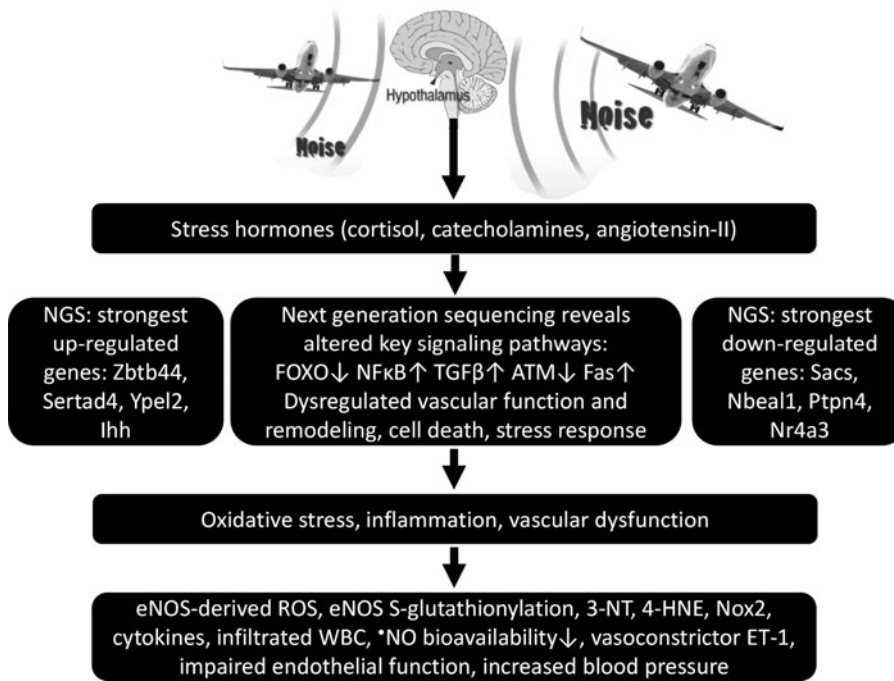 Hypothalamus
Noise
Noise
Stress hormones (cortisol, catecholamines, angiotensin-II)
NGS: strongest
up-regulated
genes: Zbtb44,
Sertad4, Ypel2,
Ihh
Next generation sequencing reveals
altered key signaling pathways:
FOXO↓ NFκB↑ TGFβ↑ ATM↓ Fas↑
Dysregulated vascular function and
remodeling, cell death, stress response
NGS: strongest
down-regulated
genes: Sacs,
Nbeal1, Ptpn4,
Nr4a3
Oxidative stress, inflammation, vascular dysfunction
eNOS-derived ROS, eNOS S-glutathionylation, 3-NT, 4-HNE, Nox2,
cytokines, infiltrated WBC, •NO bioavailability↓, vasoconstrictor ET-1,
impaired endothelial function, increased blood pressure